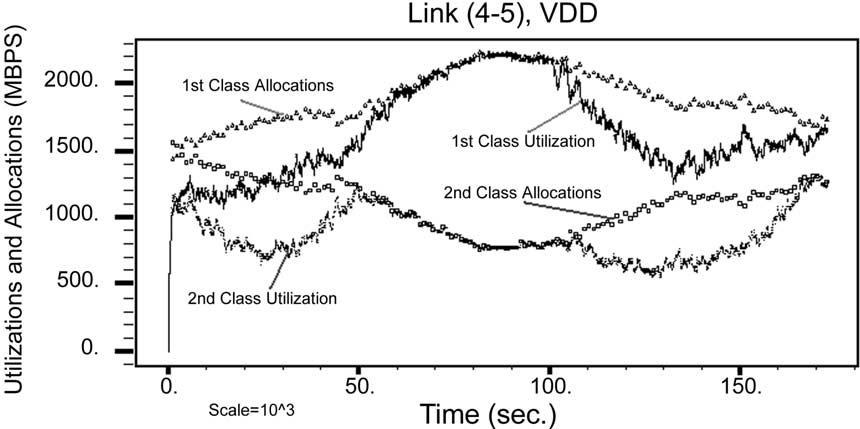 Link (4-5), VDD
Utilizations and Allocations (MBPS)
2000.
1500.
1000.
500.
0.
1st Class Allocations
1st Class Utilization
2nd Class Allocations
2nd Class Utilization
0.
50.
100.
150.
Scale=10^3
Time (sec.)